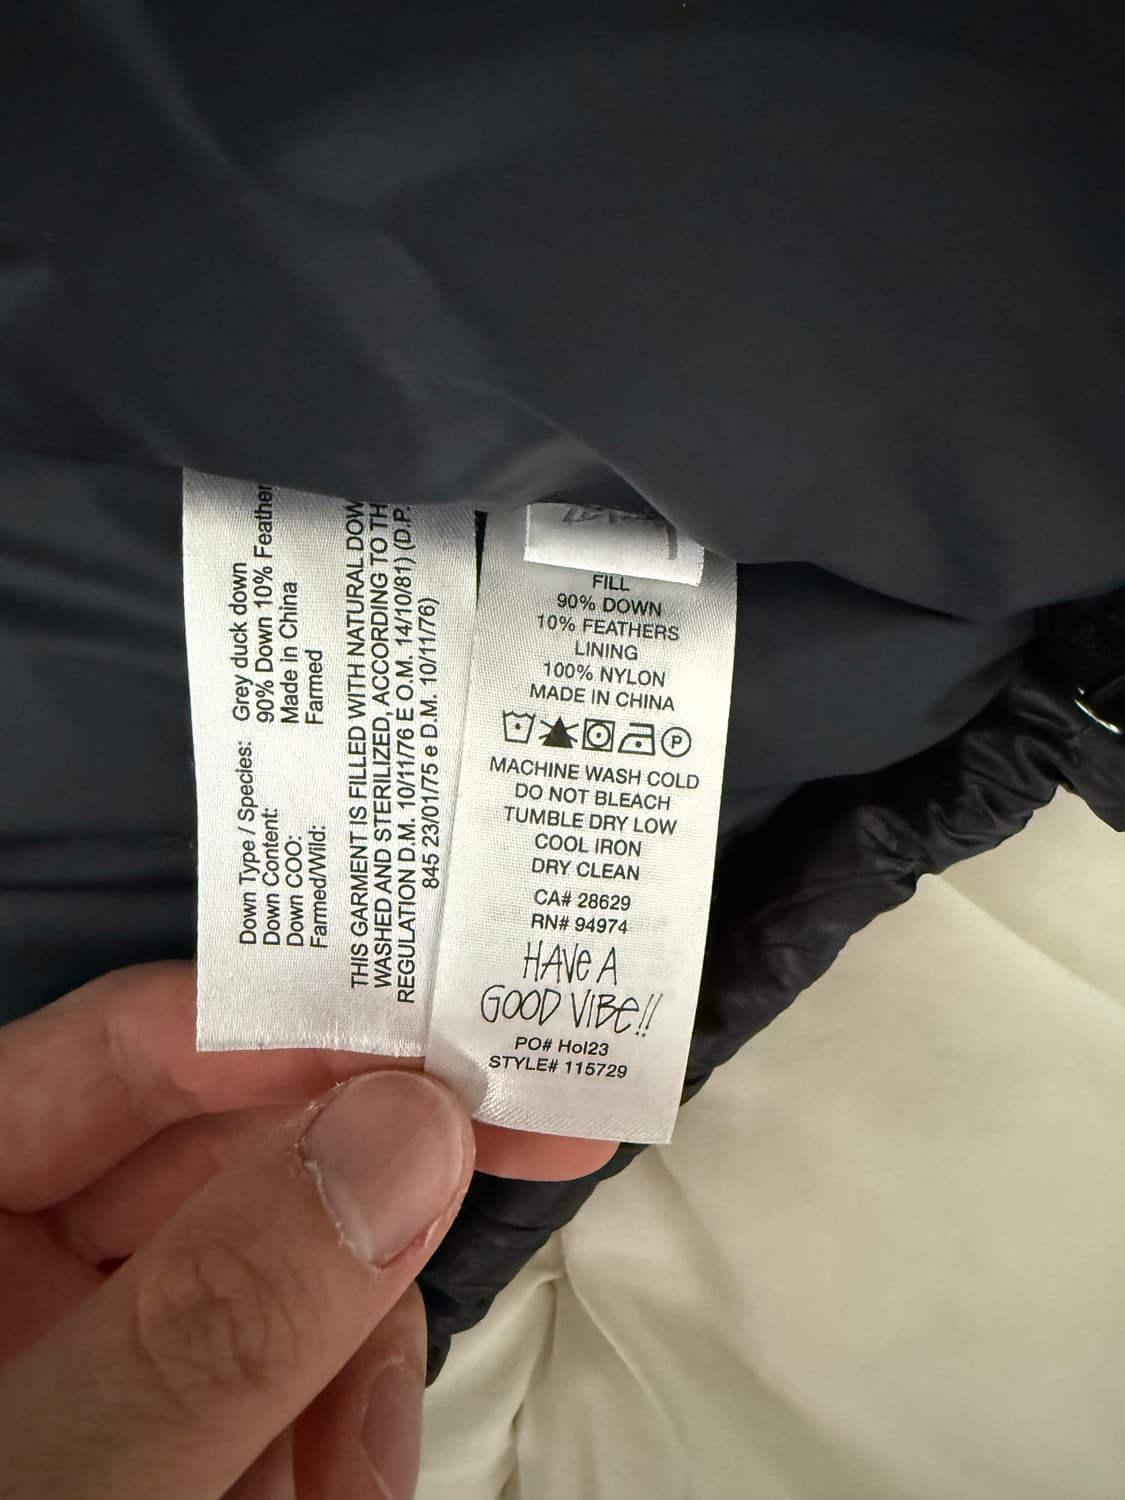 Down Type / Species: Grey duck down
Down Content: 90% Down 10% Feather
Down COO: Made in China
Farmed/Wild: Farmed
THIS GARMENT IS FILLED WITH NATURAL DOW
WASHED AND STERILIZED, ACCORDING TO TH
REGULATION D.M. 10/11/76 E O.M. 14/10/81) (D.P.
845 23/01/75 e D.M. 10/11/76)
FILL
90% DOWN
10% FEATHERS
LINING
100% NYLON
MADE IN CHINA
P
MACHINE WASH COLD
DO NOT BLEACH
TUMBLE DRY LOW
COOL IRON
DRY CLEAN
CA# 28629
RN# 94974
HAVE A
GOOD VIBE!!
PO# Hol23
STYLE# 115729